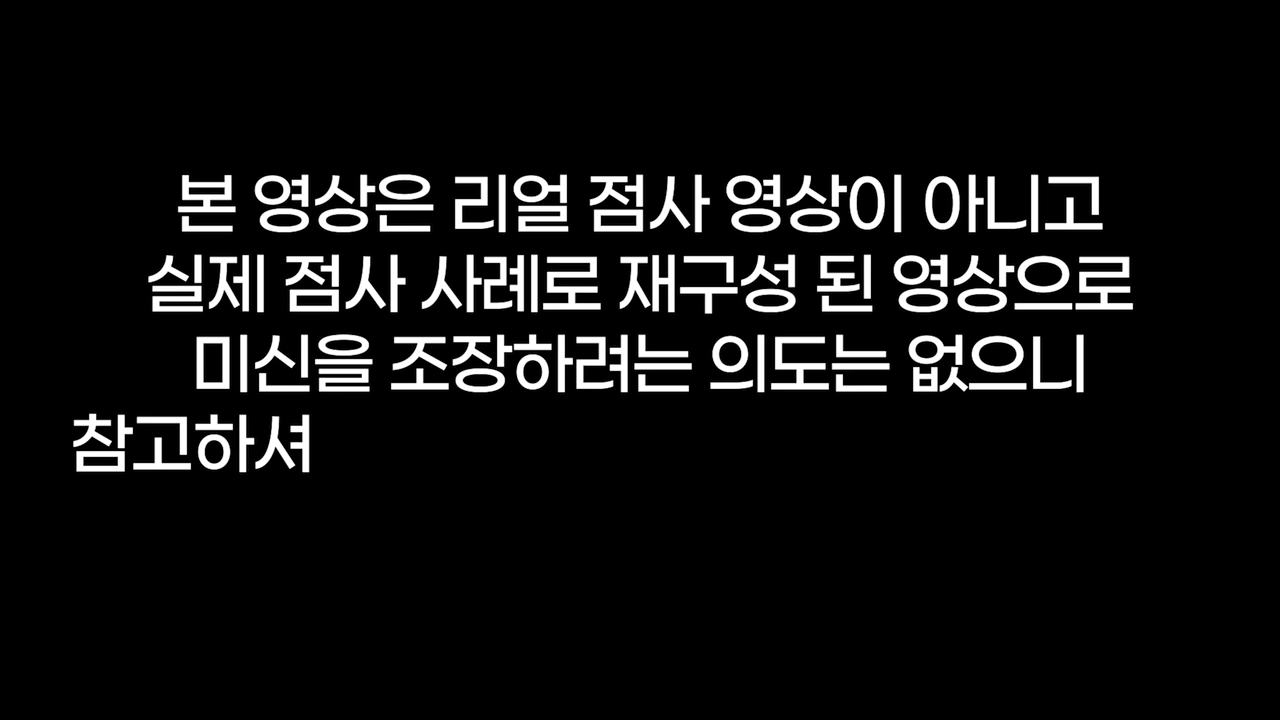 본 영상은 리얼 점사 영상이 아니고
실제 점사 사례로 재구성 된 영상으로
미신을 조장하려는 의도는 없으니
참고하셔